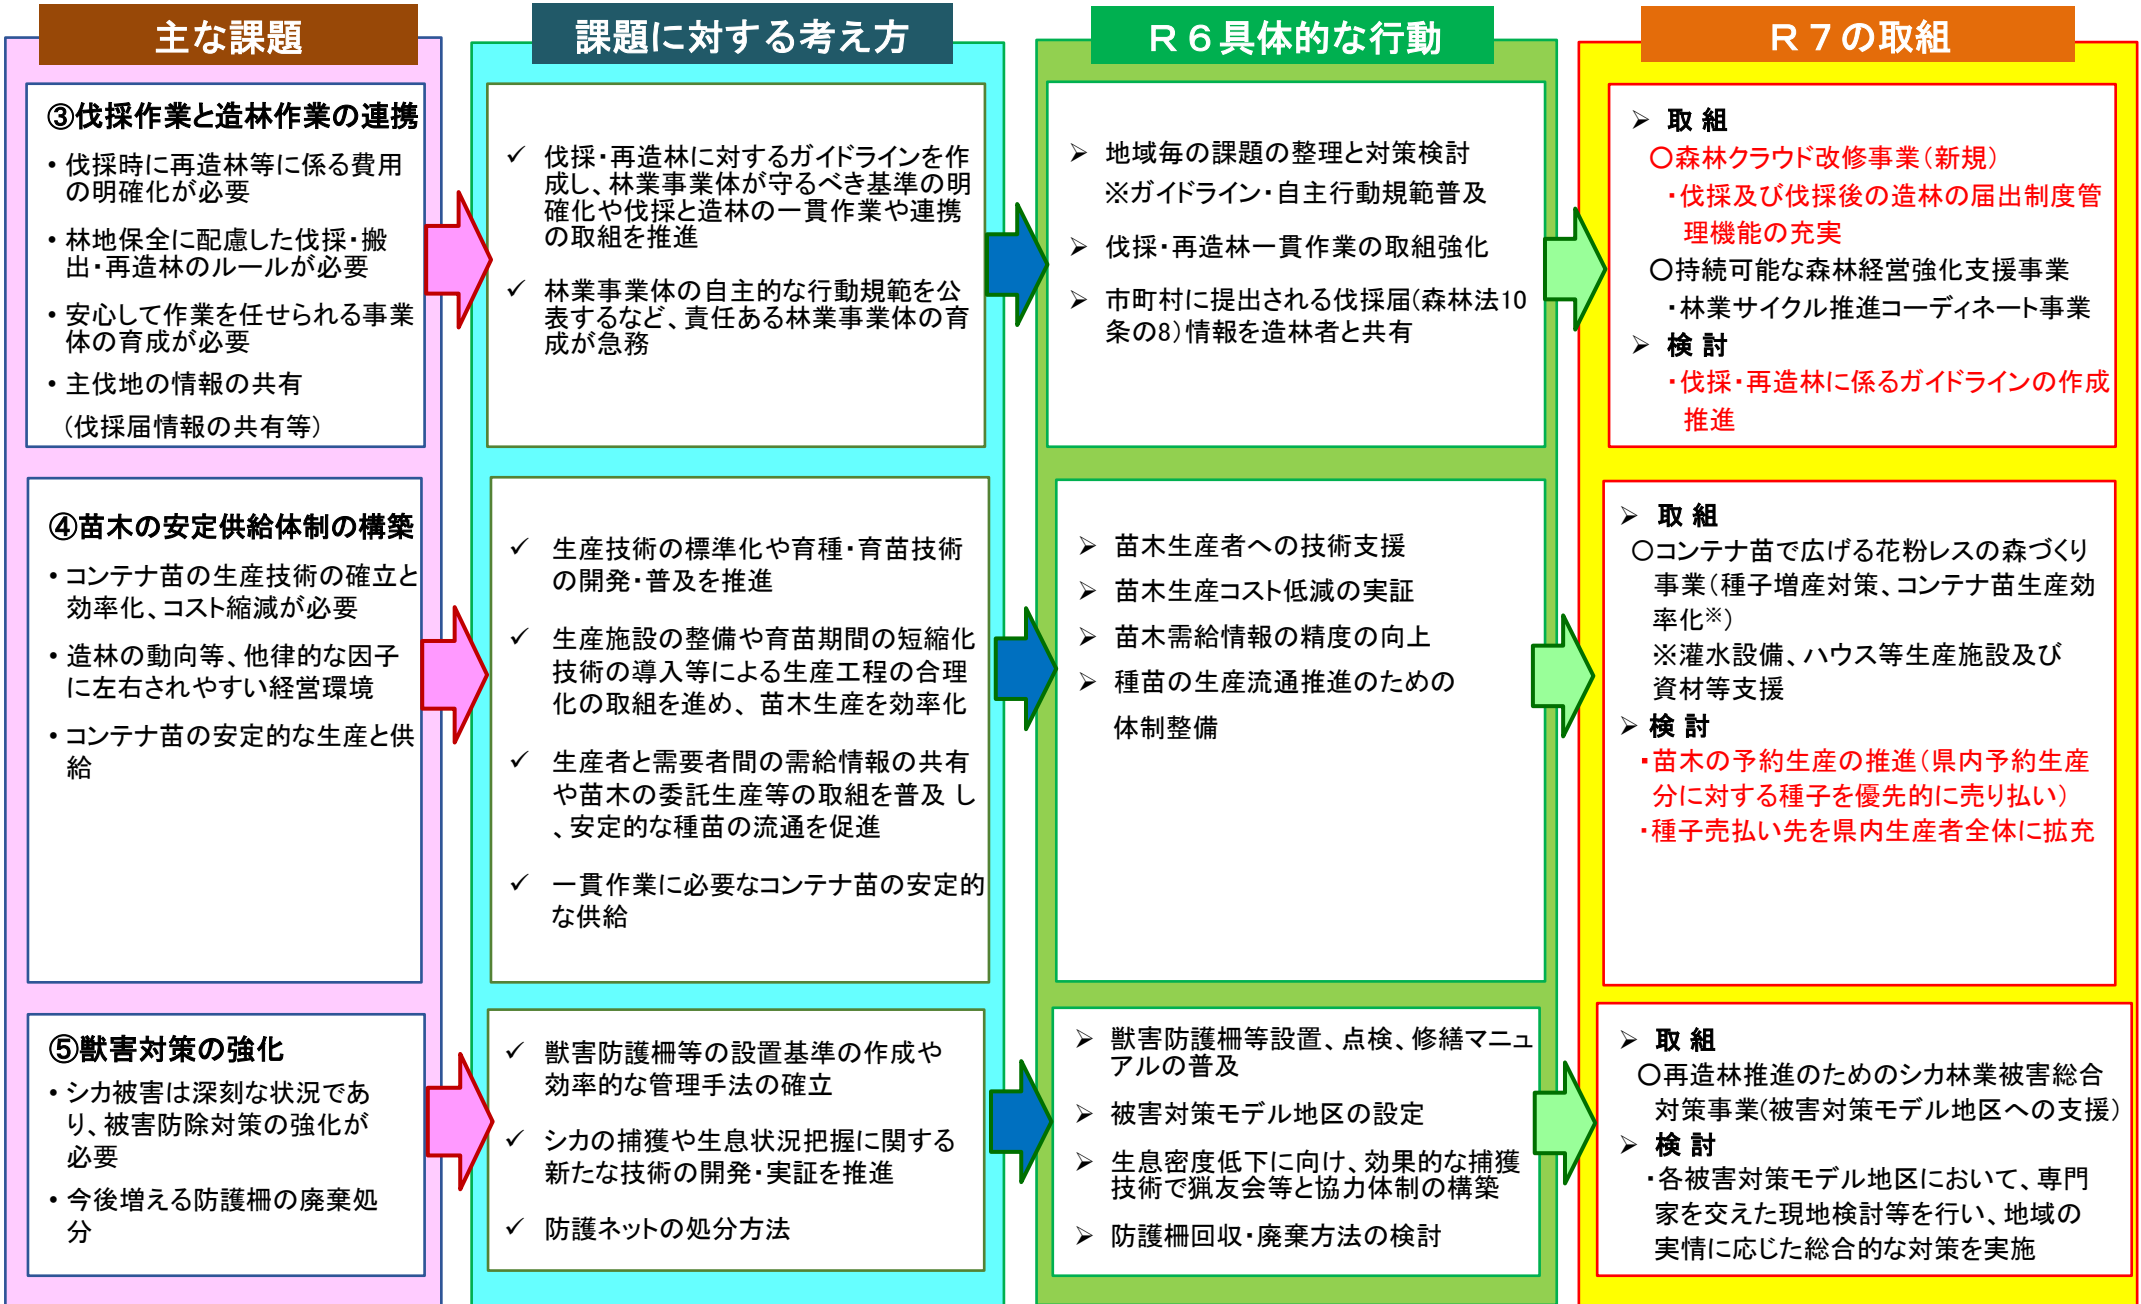 主な課題
課題に対する考え方
R６具体的な行動
R７の取組
③伐採作業と造林作業の連携
• 伐採時に再造林等に係る費用
の明確化が必要
• 林地保全に配慮した伐採・搬
出・再造林のルールが必要
• 安心して作業を任せられる事業
体の育成が必要
• 主伐地の情報の共有
（伐採届情報の共有等）
✓ 伐採・再造林に対するガイドラインを作
成し、林業事業体が守るべき基準の明
確化や伐採と造林の一貫作業や連携
の取組を推進
✓ 林業事業体の自主的な行動規範を公
表するなど、責任ある林業事業体の育
成が急務
➢ 地域毎の課題の整理と対策検討
※ガイドライン・自主行動規範普及
➢ 伐採・再造林一貫作業の取組強化
➢ 市町村に提出される伐採届(森林法10
条の8)情報を造林者と共有
➢ 取 組
〇森林クラウド改修事業（新規）
・伐採及び伐採後の造林の届出制度管
理機能の充実
〇持続可能な森林経営強化支援事業
・林業サイクル推進コーディネート事業
➢ 検 討
・伐採・再造林に係るガイドラインの作成
推進
④苗木の安定供給体制の構築
• コンテナ苗の生産技術の確立と
効率化、コスト縮減が必要
• 造林の動向等、他律的な因子
に左右されやすい経営環境
• コンテナ苗の安定的な生産と供
給
✓ 生産技術の標準化や育種・育苗技術
の開発・普及を推進
✓ 生産施設の整備や育苗期間の短縮化
技術の導入等による生産工程の合理
化の取組を進め、 苗木生産を効率化
✓ 生産者と需要者間の需給情報の共有
や苗木の委託生産等の取組を普及 し
、安定的な種苗の流通を促進
✓ 一貫作業に必要なコンテナ苗の安定的
な供給
➢ 苗木生産者への技術支援
➢ 苗木生産コスト低減の実証
➢ 苗木需給情報の精度の向上
➢ 種苗の生産流通推進のための
体制整備
➢ 取 組
〇コンテナ苗で広げる花粉レスの森づくり
事業（種子増産対策、コンテナ苗生産効
率化※）
※灌水設備、ハウス等生産施設及び
資材等支援
➢ 検 討
・苗木の予約生産の推進（県内予約生産
分に対する種子を優先的に売り払い）
・種子売払い先を県内生産者全体に拡充
⑤獣害対策の強化
• シカ被害は深刻な状況であ
り、被害防除対策の強化が
必要
• 今後増える防護柵の廃棄処
分
✓ 獣害防護柵等の設置基準の作成や
効率的な管理手法の確立
✓ シカの捕獲や生息状況把握に関する
新たな技術の開発・実証を推進
✓ 防護ネットの処分方法
➢ 獣害防護柵等設置、点検、修繕マニュ
アルの普及
➢ 被害対策モデル地区の設定
➢ 生息密度低下に向け、効果的な捕獲
技術で猟友会等と協力体制の構築
➢ 防護柵回収・廃棄方法の検討
➢ 取 組
〇再造林推進のためのシカ林業被害総合
対策事業(被害対策モデル地区への支援)
➢ 検 討
・各被害対策モデル地区において、専門
家を交えた現地検討等を行い、地域の
実情に応じた総合的な対策を実施